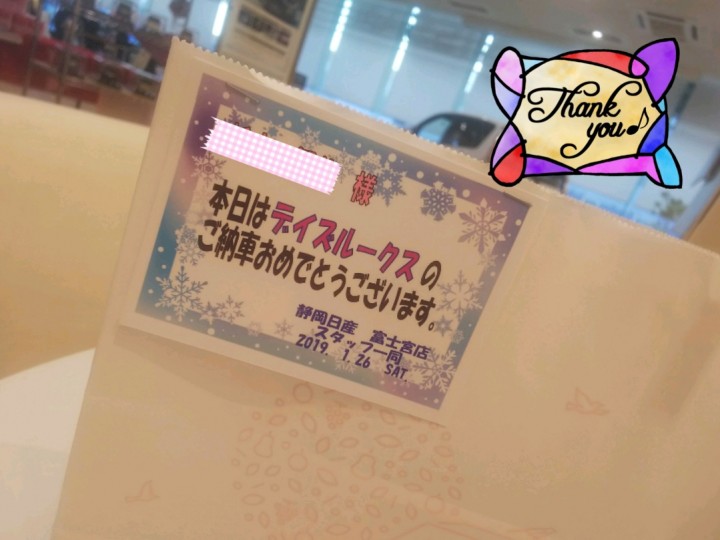 様
本日はデイズルークスの
ご納車おめでとうございます。
静岡日産 富士宮店
スタッフ一同
2019. 1.26 SAT.
Thank
you♪